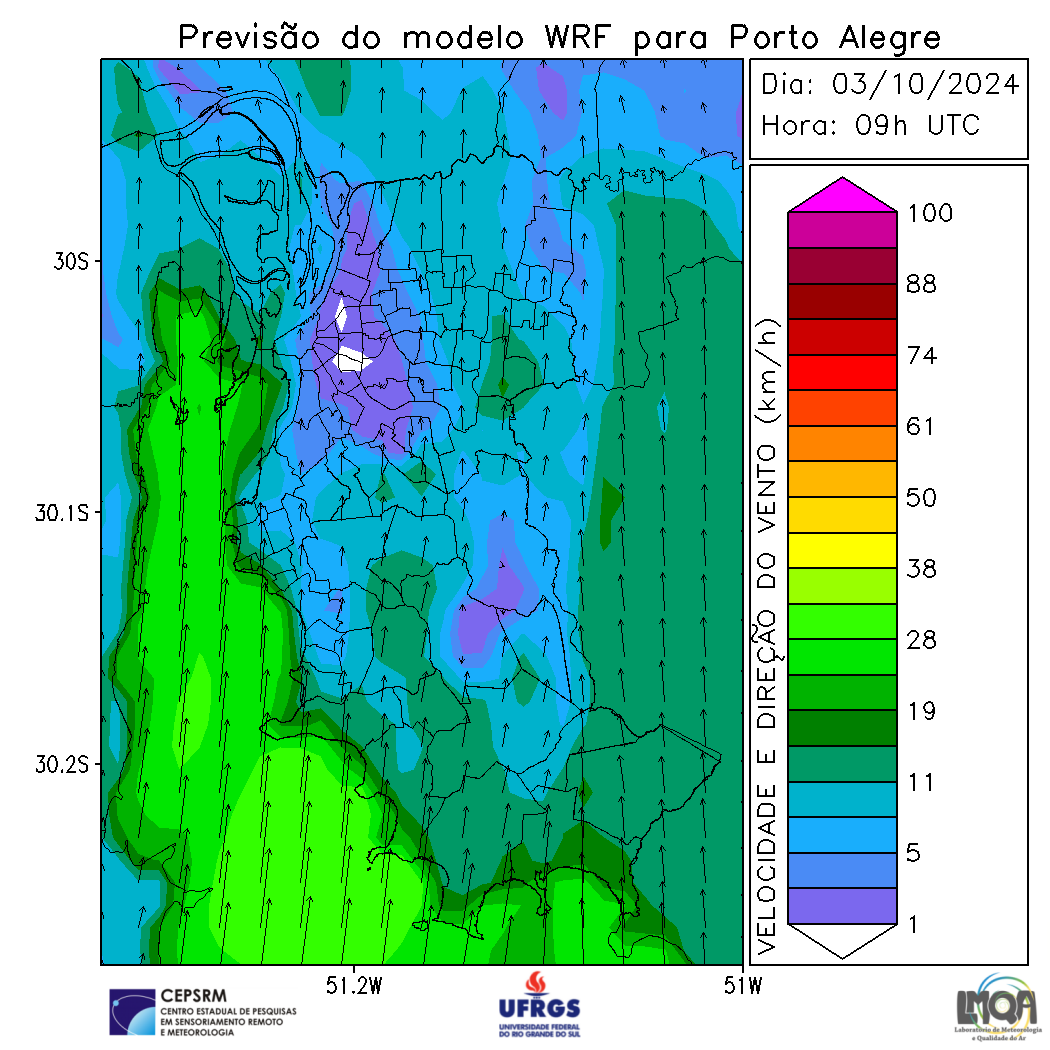 Previsão do modelo WRF para Porto Alegre
Dia: 03/10/2024
Hora: 09h UTC
30S
30.1S
30.2S
51.2W
51W
VELOCIDADE E DIREÇÃO DO VENTO (km/h)
100
88
74
61
50
38
28
19
11
5
1
CEPSRM
CENTRO ESTADUAL DE PESQUISAS
EM SENSORIAMENTO REMOTO
E METEOROLOGIA
UFRGS
UNIVERSIDADE FEDERAL
DO RIO GRANDE DO SUL
LMQA
Laboratório de Meteorologia
e Qualidade do Ar